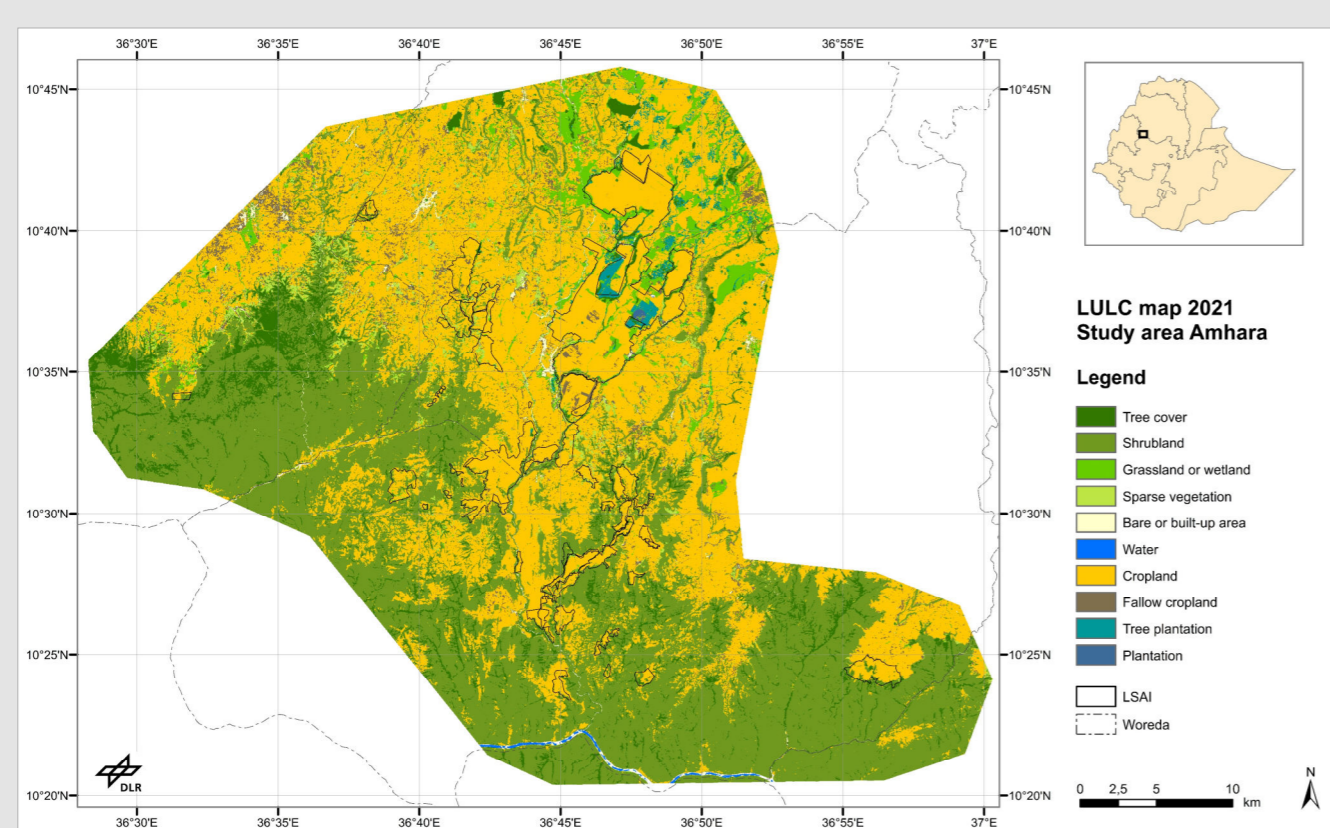 36°30'E 36°35'E 36°40'E 36°45'E 36°50'E 36°55'E 37°E
10°45'N 10°45'N
10°40'N 10°40'N
10°35'N 10°35'N
10°30'N 10°30'N
10°25'N 10°25'N
10°20'N 10°20'N
36°30'E 36°35'E 36°40'E 36°45'E 36°50'E 36°55'E 37°E
DLR
LULC map 2021
Study area Amhara
Legend
Tree cover
Shrubland
Grassland or wetland
Sparse vegetation
Bare or built-up area
Water
Cropland
Fallow cropland
Tree plantation
Plantation
LSAI
Woreda
0 2,5 5 10
km
N